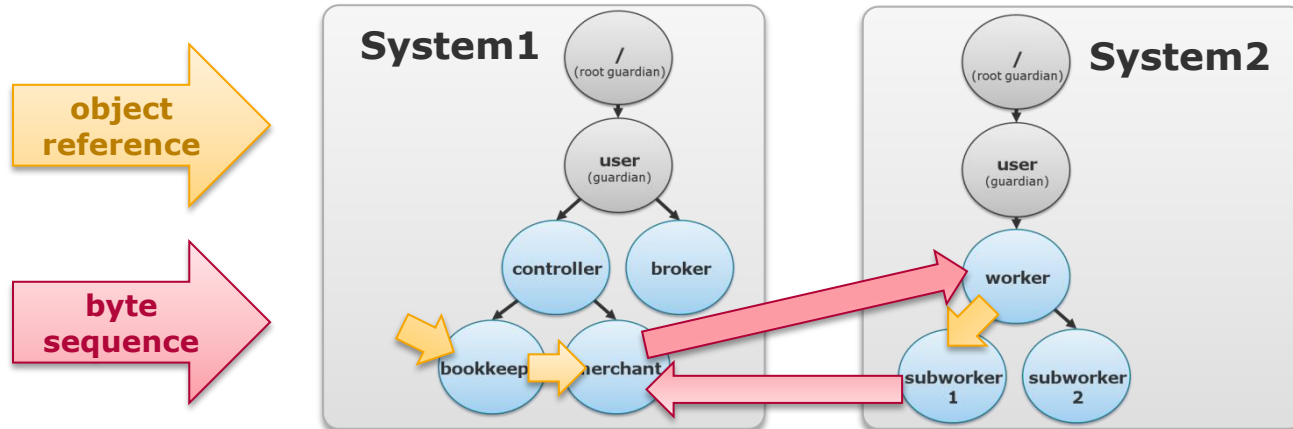 System1
/
(root guardian)
System2
/
(root guardian)
object
reference
user
(guardian)
user
(guardian)
controller
broker
worker
byte
sequence
bookkeep
merchant
subworker
1
subworker
2